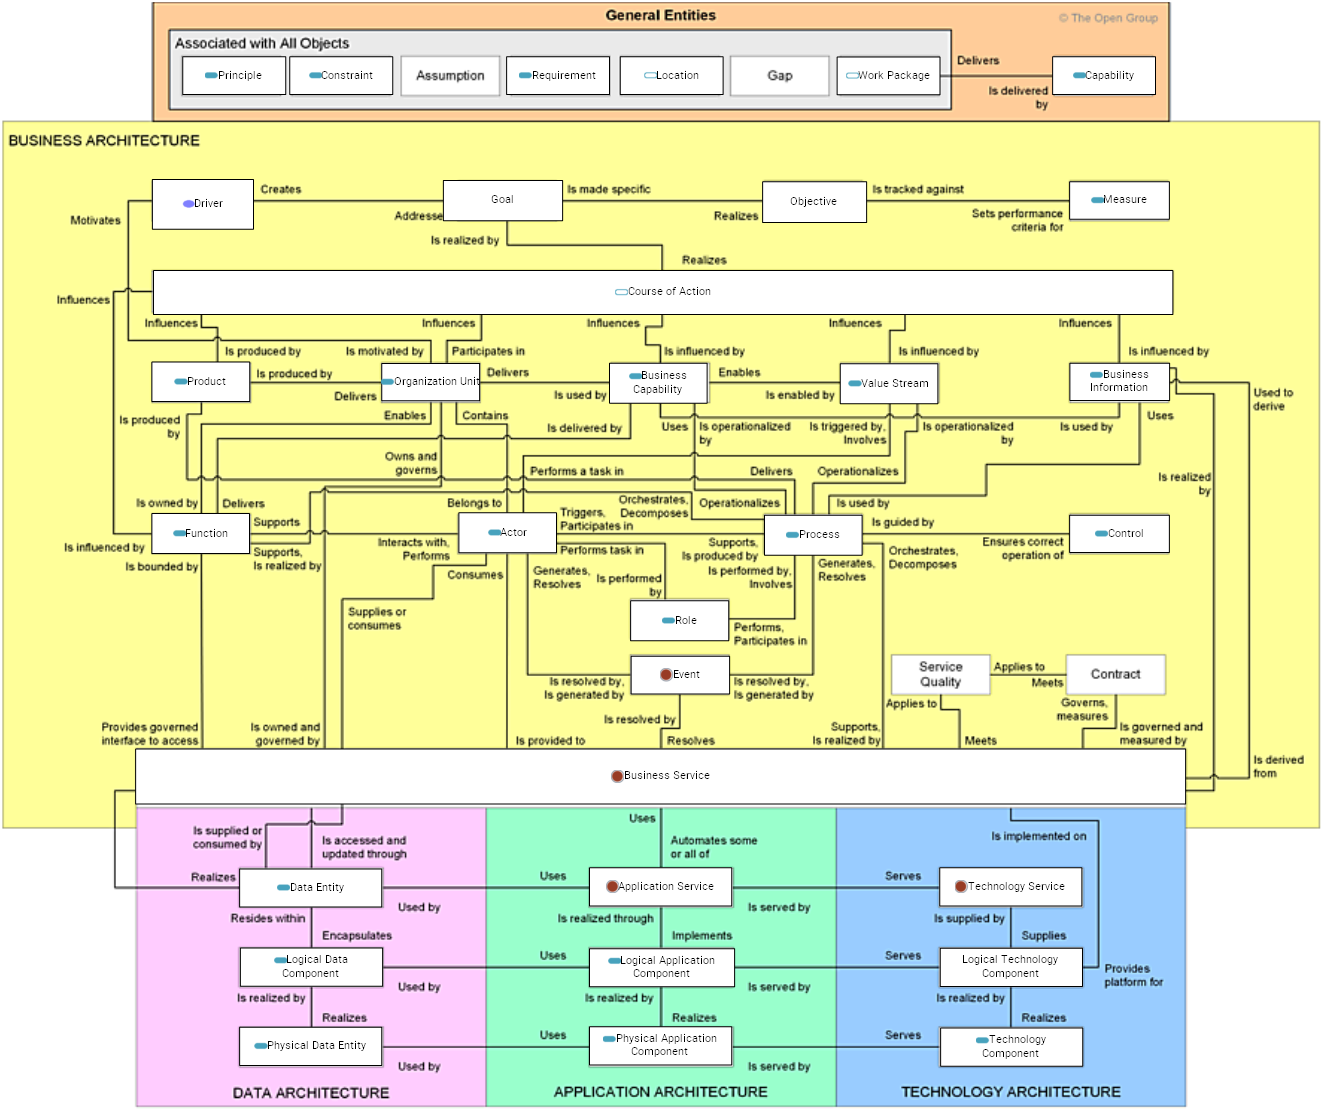 General Entities
© The Open Group
Associated with All Objects
Principle
Constraint
Assumption
Requirement
Location
Gap
Work Package
Delivers
Is delivered
by
Capability
BUSINESS ARCHITECTURE
Driver
Creates
Addresse
Goal
Is made specific
Realizes
Objective
Is tracked against
Sets performance
criteria for
Measure
Motivates
Is realized by
Realizes
Influences
Course of Action
Influences
Influences
Influences
Influences
Influences
Is produced by
Is motivated by
Participates in
Is influenced by
Is influenced by
Is influenced by
Product
Is produced by
Delivers
Organization Unit
Delivers
Is used by
Business
Capability
Enables
Is enabled by
Value Stream
Business
Information
Used to
derive
Is produced
by
Enables
Contains
Is delivered by
Uses
Is operationalized
by
Is triggered by,
Involves
Is operationalized
by
Is used by
Uses
Owns and
governs
Performs a task in
Delivers
Operationalizes
Is realized
by
Is owned by
Delivers
Belongs to
Orchestrates,
Decomposes
Operationalizes
Is used by
Function
Supports
Supports,
Is realized by
Interacts with,
Performs
Actor
Triggers,
Participates in
Performs task in
Supports,
Is produced by
Process
Is guided by
Ensures correct
operation of
Control
Is influenced by
Is bounded by
Consumes
Generates,
Resolves
Is performed
by
Is performed by,
Involves
Generates,
Resolves
Orchestrates,
Decomposes
Supplies or
consumes
Role
Performs,
Participates in
Event
Is resolved by,
Is generated by
Is resolved by,
Is generated by
Service
Quality
Applies to
Meets
Contract
Applies to
Governs,
measures
Is resolved by
Resolves
Provides governed
interface to access
Is owned and
governed by
Is provided to
Supports,
Is realized by
Meets
Is governed and
measured by
Is derived
from
Business Service
Is supplied or
consumed by
Is accessed and
updated through
Uses
Automates some
or all of
Is implemented on
Realizes
Data Entity
Uses
Used by
Application Service
Serves
Is served by
Technology Service
Resides within
Encapsulates
Is realized through
Implements
Is supplied by
Supplies
Logical Data
Component
Uses
Used by
Logical Application
Component
Serves
Is served by
Logical Technology
Component
Provides
platform for
Is realized by
Realizes
Is realized by
Realizes
Is realized by
Realizes
Physical Data Entity
Uses
Used by
Physical Application
Component
Serves
Is served by
Technology
Component
DATA ARCHITECTURE
APPLICATION ARCHITECTURE
TECHNOLOGY ARCHITECTURE